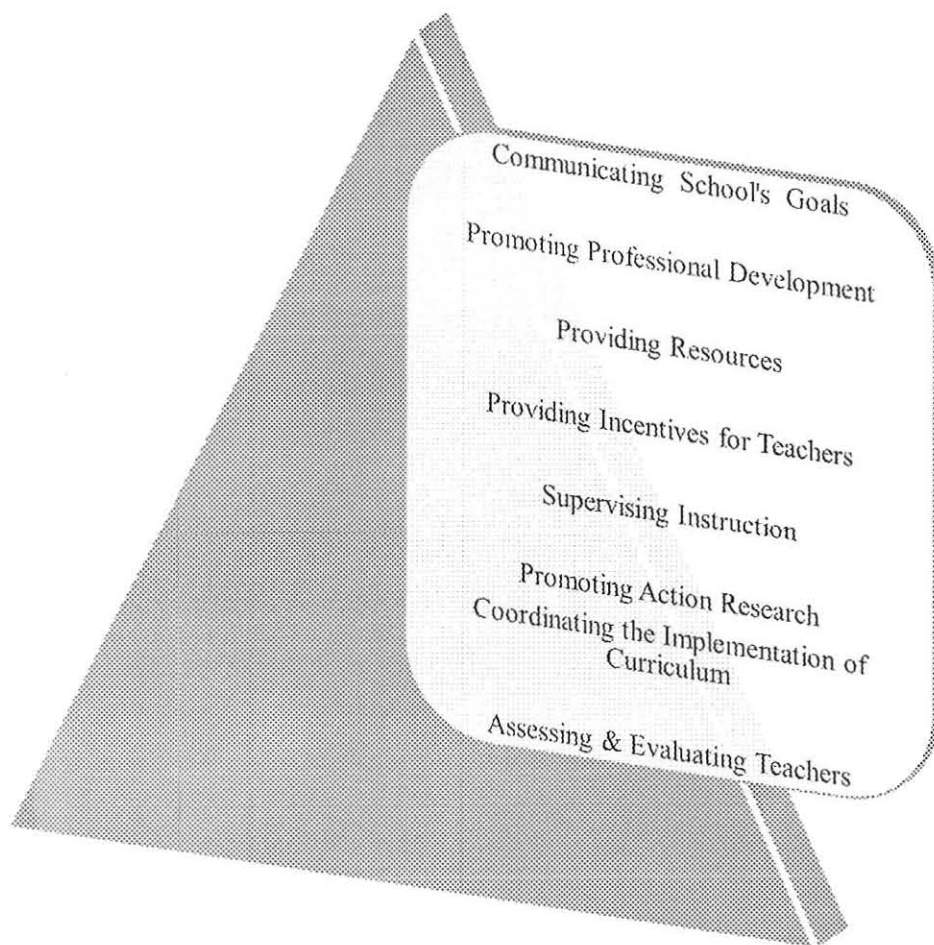 Communicating School's Goals
Promoting Professional Development
Providing Resources
Providing Incentives for Teachers
Supervising Instruction
Promoting Action Research
Coordinating the Implementation of
Curriculum
Assessing & Evaluating Teachers